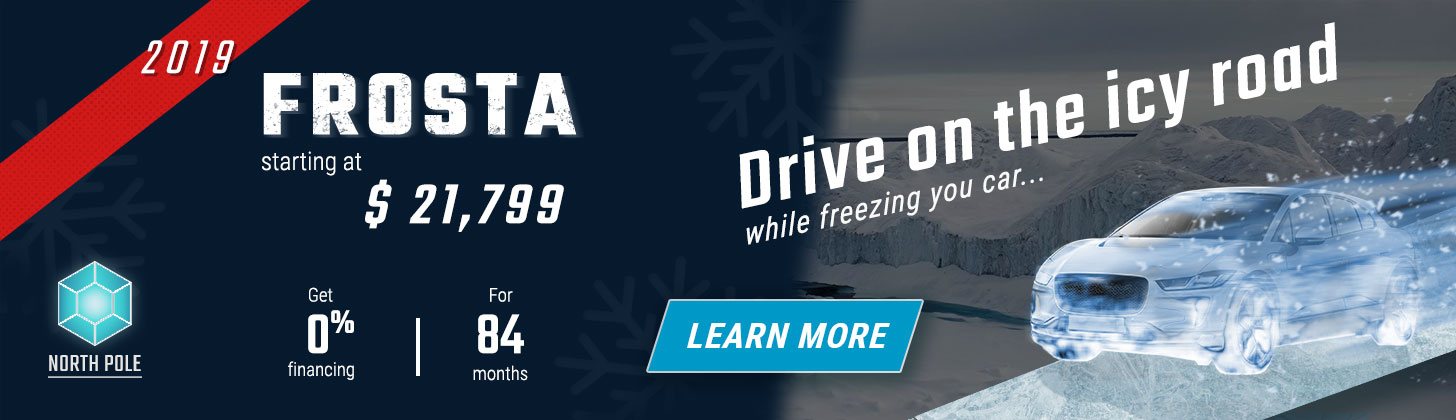 2019
FROSTA
starting at
$ 21,799
Get
0%
financing
For
84
months
NORTH POLE
Drive on the icy road
while freezing you car...
LEARN MORE